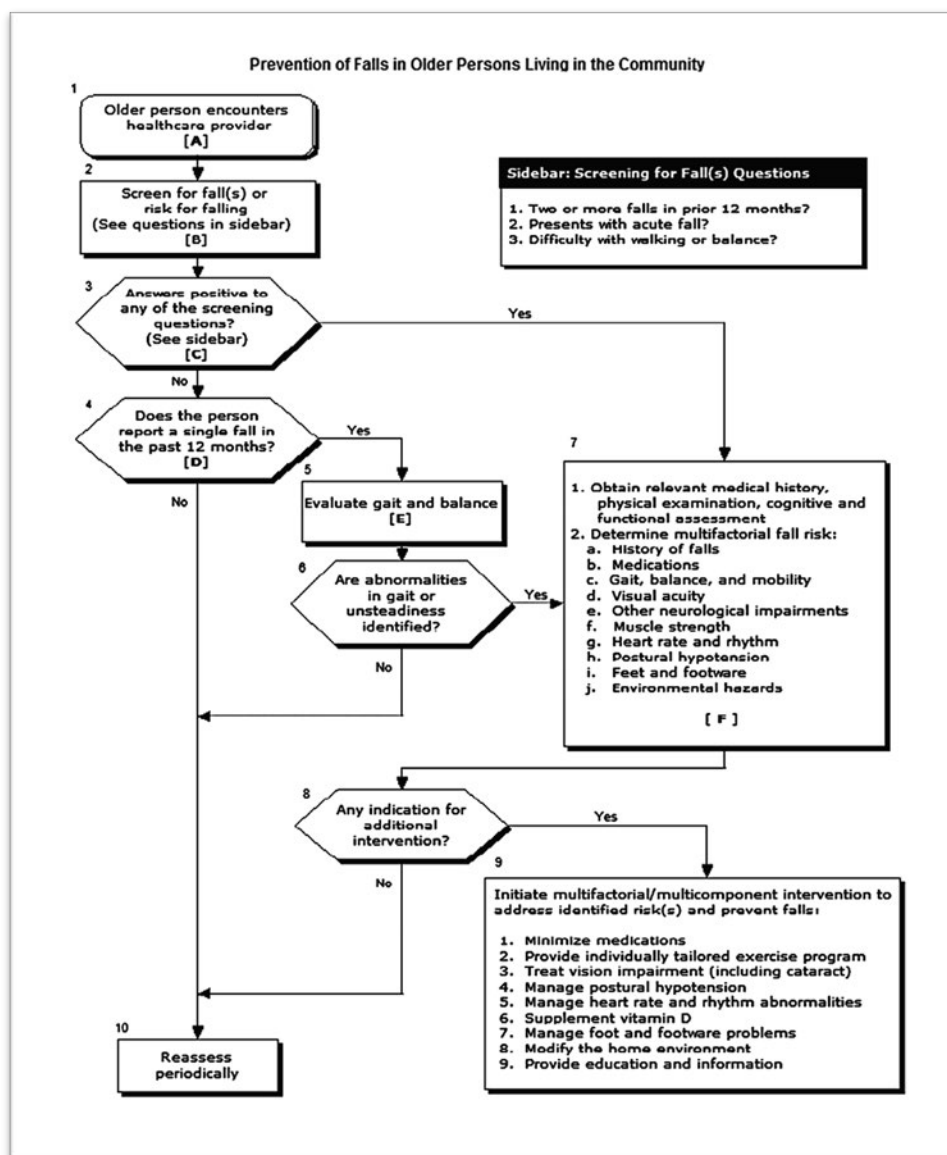 Prevention of Falls in Older Persons Living in the Community
1
Older person encounters
healthcare provider
[A]
2
Screen for fall(s) or
risk for falling
(See questions in sidebar)
[B]
Sidebar: Screening for Fall(s) Questions
1. Two or more falls in prior 12 months?
2. Presents with acute fall?
3. Difficulty with walking or balance?
3
Answers positive to
any of the screening
questions?
(See sidebar)
[C]
Yes
No
4
Does the person
report a single fall in
the past 12 months?
[D]
Yes
No
5
Evaluate gait and balance
[E]
6
Are abnormalities
in gait or
unsteadiness
identified?
Yes
No
7
1. Obtain relevant medical history,
physical examination, cognitive and
functional assessment
2. Determine multifactorial fall risk:
a. History of falls
b. Medications
c. Gait, balance, and mobility
d. Visual acuity
e. Other neurological impairments
f. Muscle strength
g. Heart rate and rhythm
h. Postural hypotension
i. Feet and footware
j. Environmental hazards
[ F ]
8
Any indication for
additional
intervention?
Yes
No
9
Initiate multifactorial/multicomponent intervention to
address identified risk(s) and prevent falls:
1. Minimize medications
2. Provide individually tailored exercise program
3. Treat vision impairment (including cataract)
4. Manage postural hypotension
5. Manage heart rate and rhythm abnormalities
6. Supplement vitamin D
7. Manage foot and footware problems
8. Modify the home environment
9. Provide education and information
10
Reassess
periodically